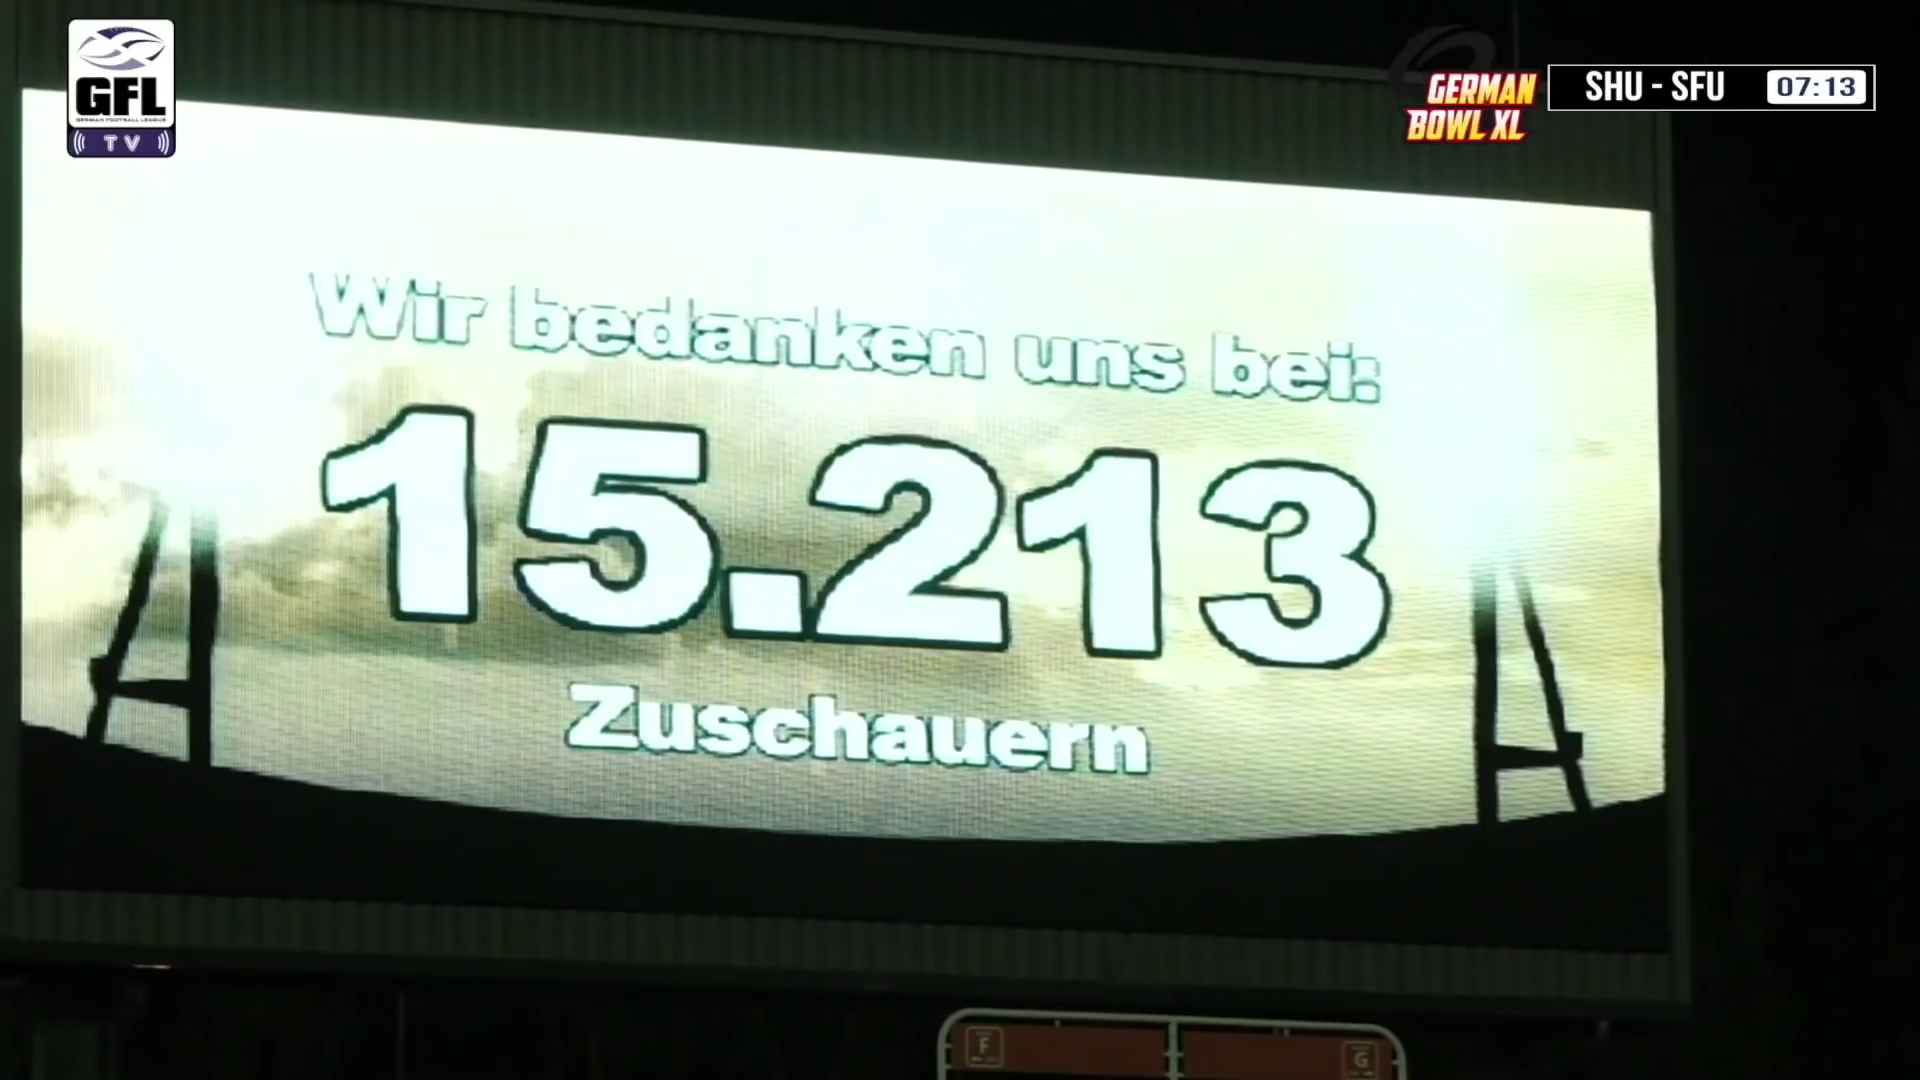 GFL
GERMAN FOOTBALL LEAGUE
TV
GERMAN
BOWL XL
SHU - SFU
07:13
Wir bedanken uns bei:
15.213
Zuschauern
F
G